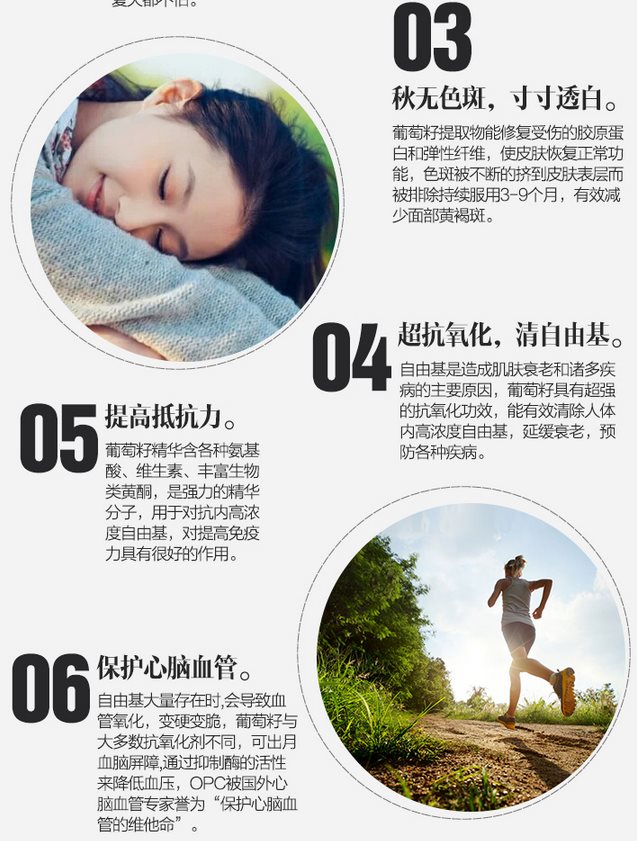 夏天都不怕。
03
秋无色斑，寸寸透白。
葡萄籽提取物能修复受伤的胶原蛋
白和弹性纤维，使皮肤恢复正常功
能，色斑被不断的挤到皮肤表层而
被排除持续服用3-9个月，有效减
少面部黄褐斑。
04
超抗氧化，清自由基。
自由基是造成肌肤衰老和诸多疾
病的主要原因，葡萄籽具有超强
的抗氧化功效，能有效清除人体
内高浓度自由基，延缓衰老，预
防各种疾病。
05
提高抵抗力。
葡萄籽精华含各种氨基
酸、维生素、丰富生物
类黄酮，是强力的精华
分子，用于对抗内高浓
度自由基，对提高免疫
力具有很好的作用。
06
保护心脑血管。
自由基大量存在时,会导致血
管氧化，变硬变脆，葡萄籽与
大多数抗氧化剂不同，可出月
血脑屏障,通过抑制酶的活性
来降低血压，OPC被国外心
脑血管专家誉为“保护心脑血
管的维他命”。